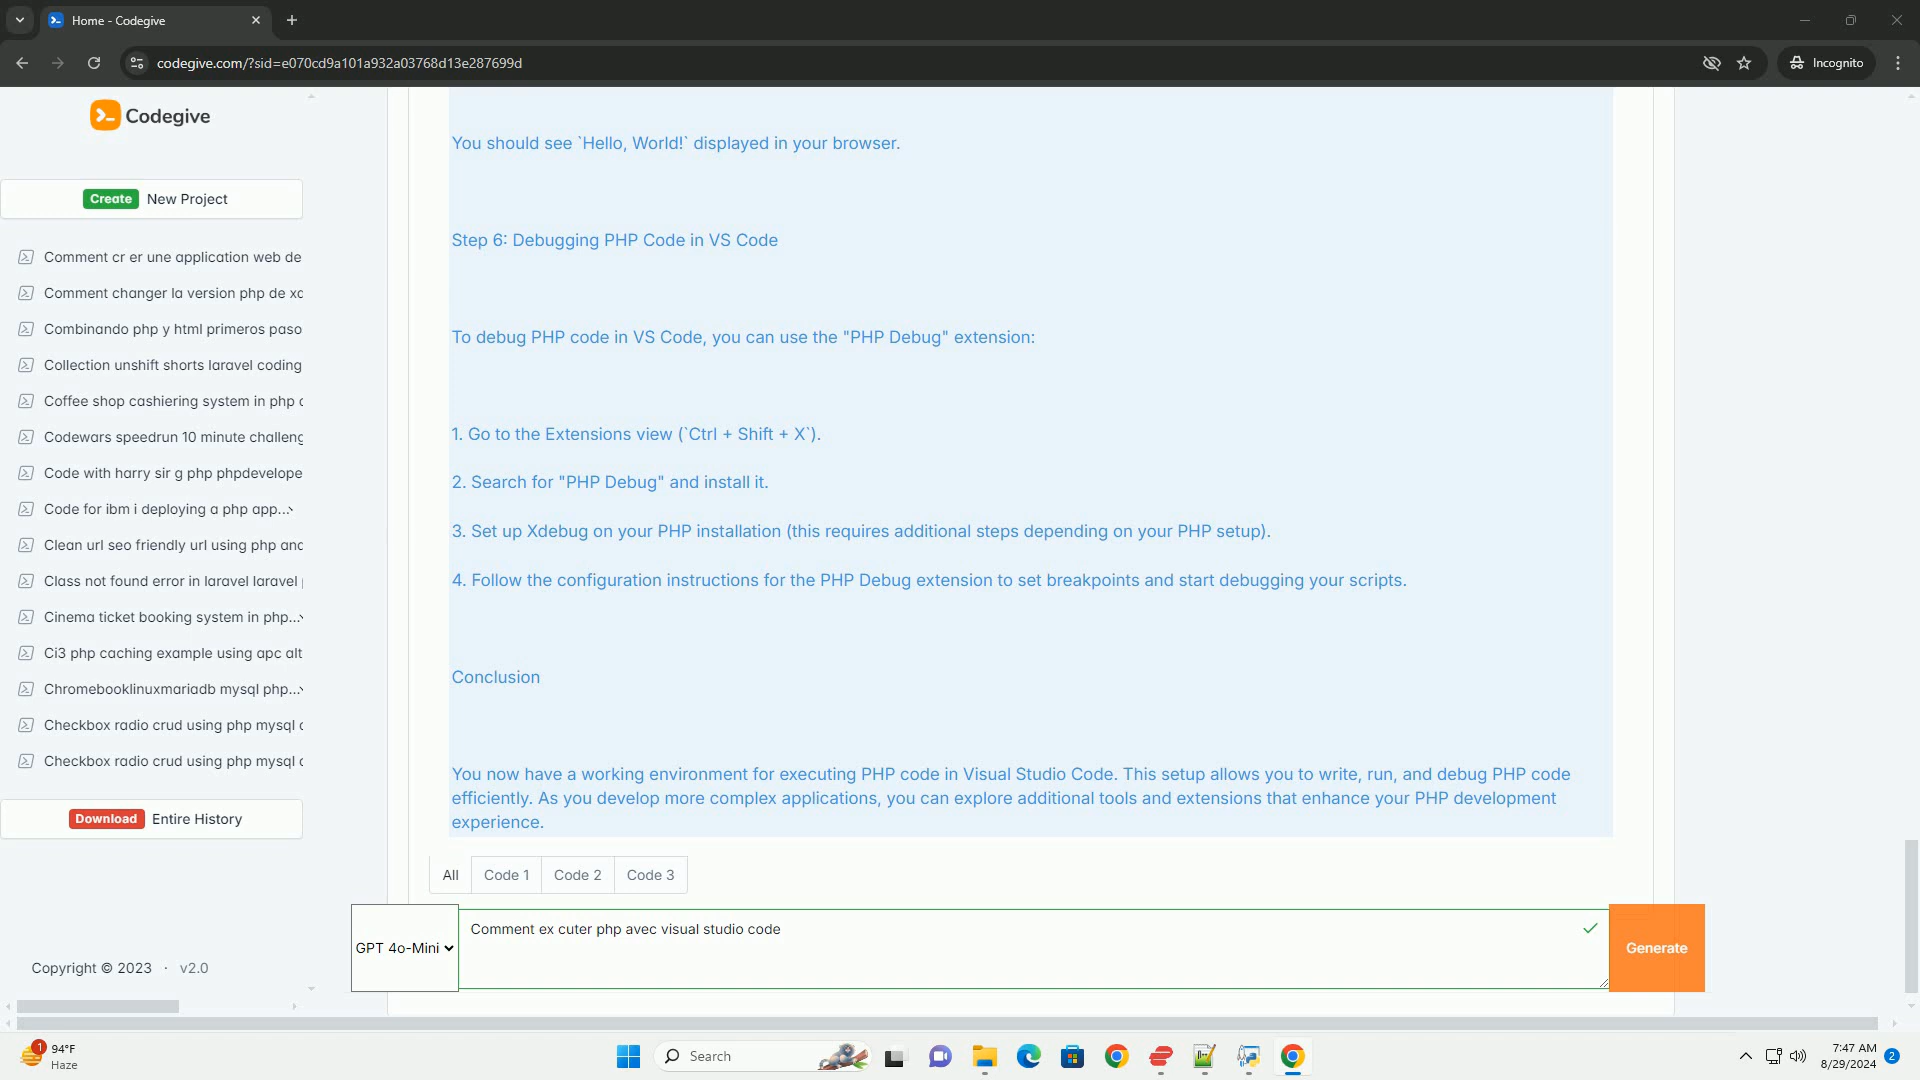 Home - Codegive
codegive.com/?sid=e070cd9a101a932a03768d13e287699d
Incognito
Codegive
Create New Project
Comment cr er une application web de
Comment changer la version php de xc
Combinando php y html primeros paso
Collection unshift shorts laravel coding
Coffee shop cashiering system in php c
Codewars speedrun 10 minute challeng
Code with harry sir g php phpdevelope
Code for ibm i deploying a php app...
Clean url seo friendly url using php and
Class not found error in laravel laravel
Cinema ticket booking system in php...
Ci3 php caching example using apc alt
Chromebooklinuxmariadb mysql php...
Checkbox radio crud using php mysql c
Checkbox radio crud using php mysql c
Download Entire History
Copyright © 2023 · v2.0
You should see `Hello, World!` displayed in your browser.
Step 6: Debugging PHP Code in VS Code
To debug PHP code in VS Code, you can use the "PHP Debug" extension:
1. Go to the Extensions view (`Ctrl + Shift + X`).
2. Search for "PHP Debug" and install it.
3. Set up Xdebug on your PHP installation (this requires additional steps depending on your PHP setup).
4. Follow the configuration instructions for the PHP Debug extension to set breakpoints and start debugging your scripts.
Conclusion
You now have a working environment for executing PHP code in Visual Studio Code. This setup allows you to write, run, and debug PHP code
efficiently. As you develop more complex applications, you can explore additional tools and extensions that enhance your PHP development
experience.
All Code 1 Code 2 Code 3
GPT 4o-Mini
Comment ex cuter php avec visual studio code
Generate
1
94°F
Haze
Search
7:47 AM
8/29/2024
2